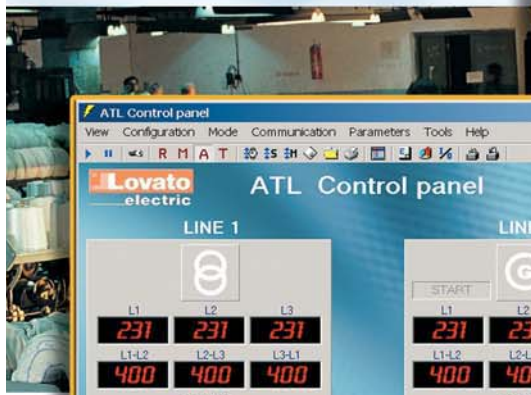 ATL Control panel
View Configuration Mode Communication Parameters Tools Help
R M A T
Lovato
electric
ATL Control panel
LINE 1
START
L1 L2 L3 L1
231 231 231 231
L1-L2 L2-L3 L3-L1 L1-L2
400 400 400 400